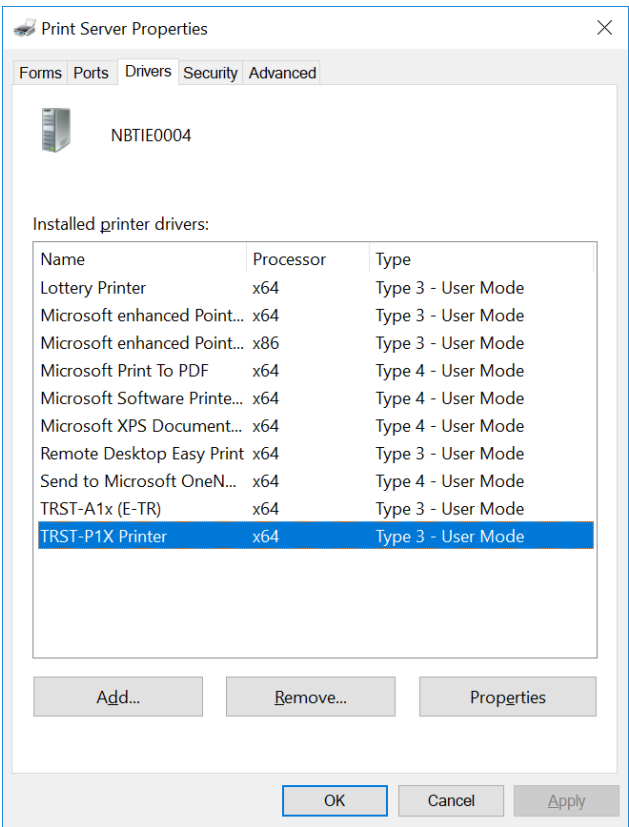 Print Server Properties
Forms Ports Drivers Security Advanced
NBTIE0004
Installed printer drivers:
Name Processor Type
Lottery Printer x64 Type 3 - User Mode
Microsoft enhanced Point... x64 Type 3 - User Mode
Microsoft enhanced Point... x86 Type 3 - User Mode
Microsoft Print To PDF x64 Type 4 - User Mode
Microsoft Software Printe... x64 Type 4 - User Mode
Microsoft XPS Document... x64 Type 4 - User Mode
Remote Desktop Easy Print x64 Type 3 - User Mode
Send to Microsoft OneN... x64 Type 4 - User Mode
TRST-A1x (E-TR) x64 Type 3 - User Mode
TRST-P1X Printer x64 Type 3 - User Mode
Add... Remove... Properties
OK Cancel Apply